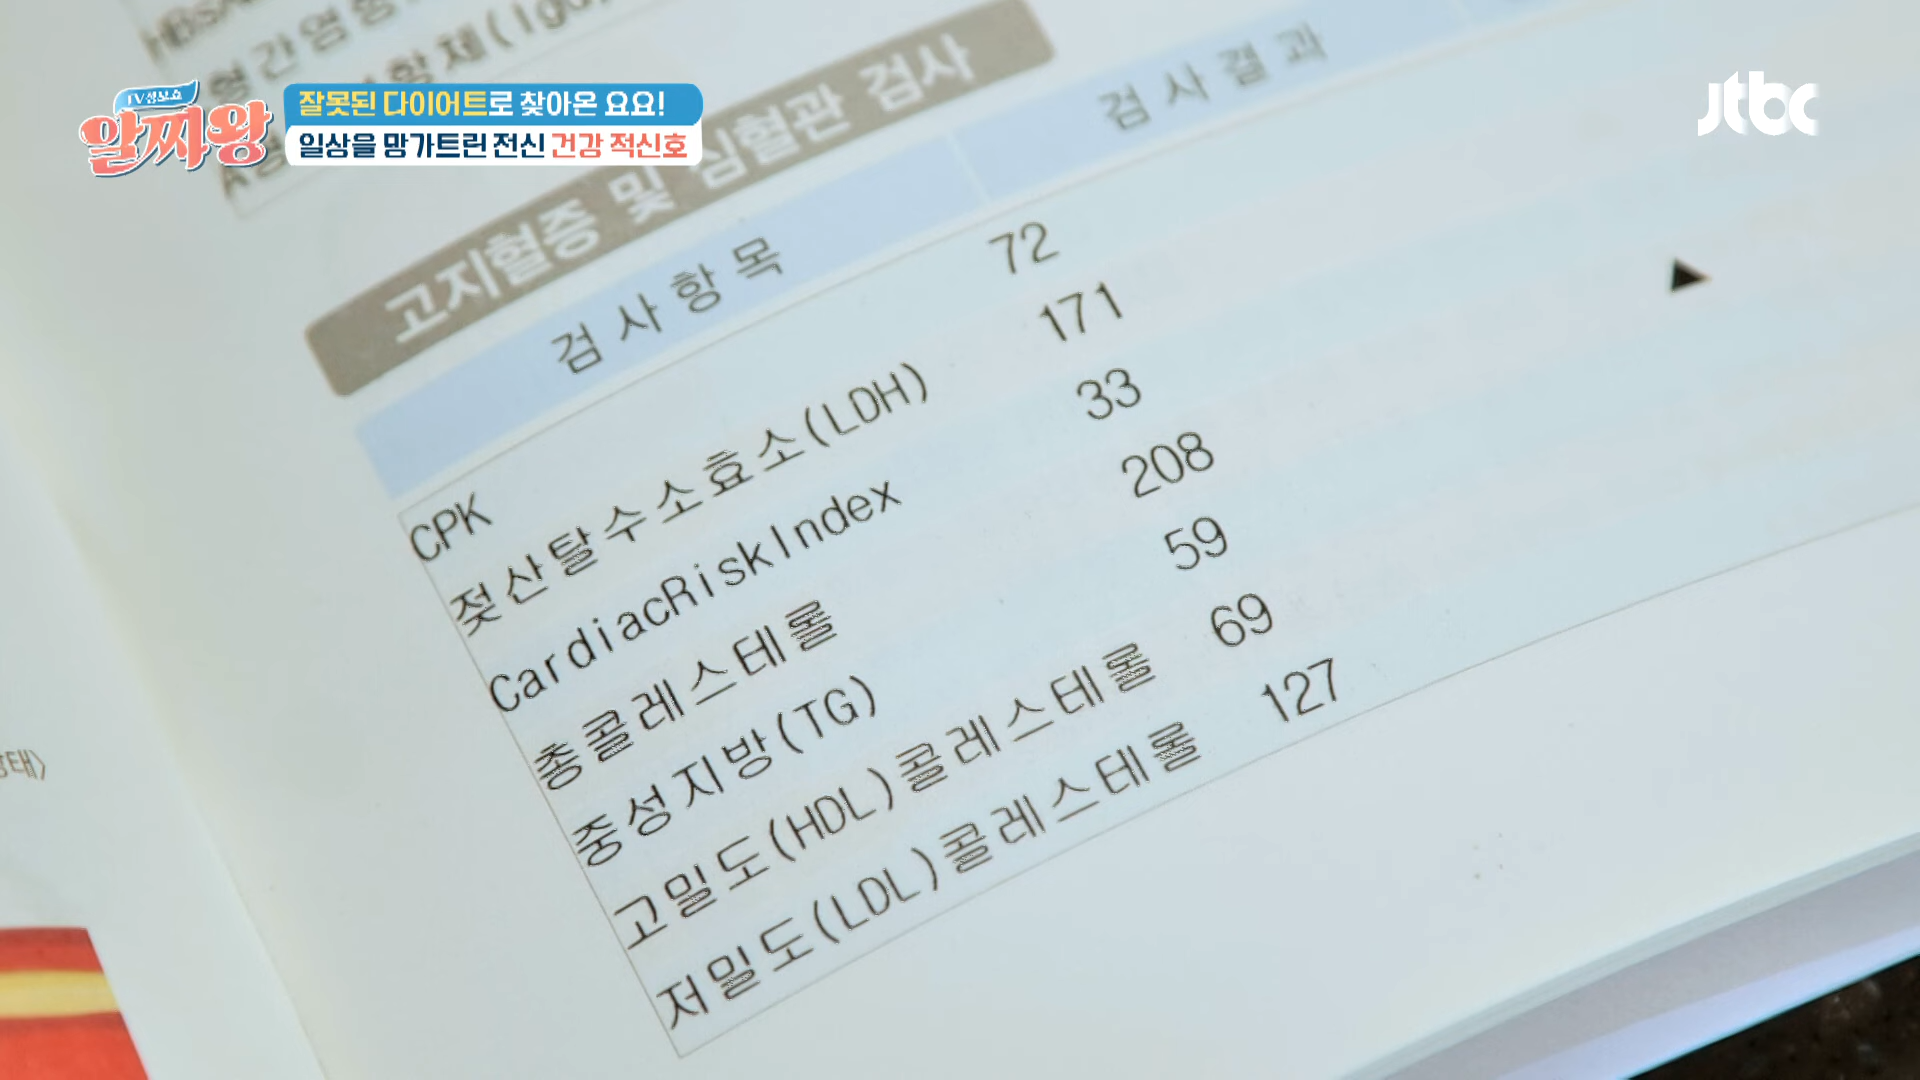 TV정보쇼
알짜왕
잘못된 다이어트로 찾아온 요요!
일상을 망가트린 전신 건강 적신호
jtbc
고지혈증 및 심혈관 검사
검사항목 검사결과
CPK 72
젖산탈수소효소(LDH) 171 ▲
CardiacRiskIndex 33
총콜레스테롤 208
중성지방(TG) 59
고밀도(HDL)콜레스테롤 69
저밀도(LDL)콜레스테롤 127